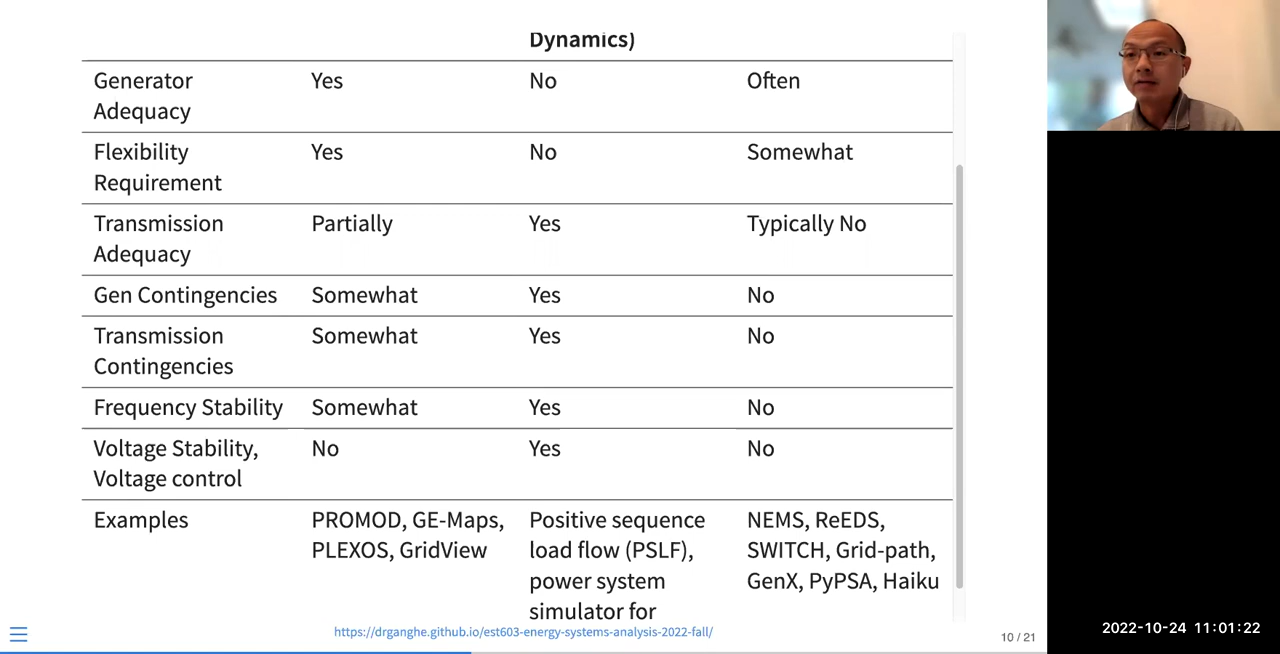 Dynamics)
Generator Yes No Often
Adequacy
Flexibility Yes No Somewhat
Requirement
Transmission Partially Yes Typically No
Adequacy
Gen Contingencies Somewhat Yes No
Transmission Somewhat Yes No
Contingencies
Frequency Stability Somewhat Yes No
Voltage Stability, No Yes No
Voltage control
Examples PROMOD, GE-Maps, Positive sequence NEMS, ReEDS,
PLEXOS, GridView load flow (PSLF), SWITCH, Grid-path,
power system GenX, PyPSA, Haiku
simulator for
https://drganghe.github.io/est603-energy-systems-analysis-2022-fall/
10 / 21
2022-10-24 11:01:22